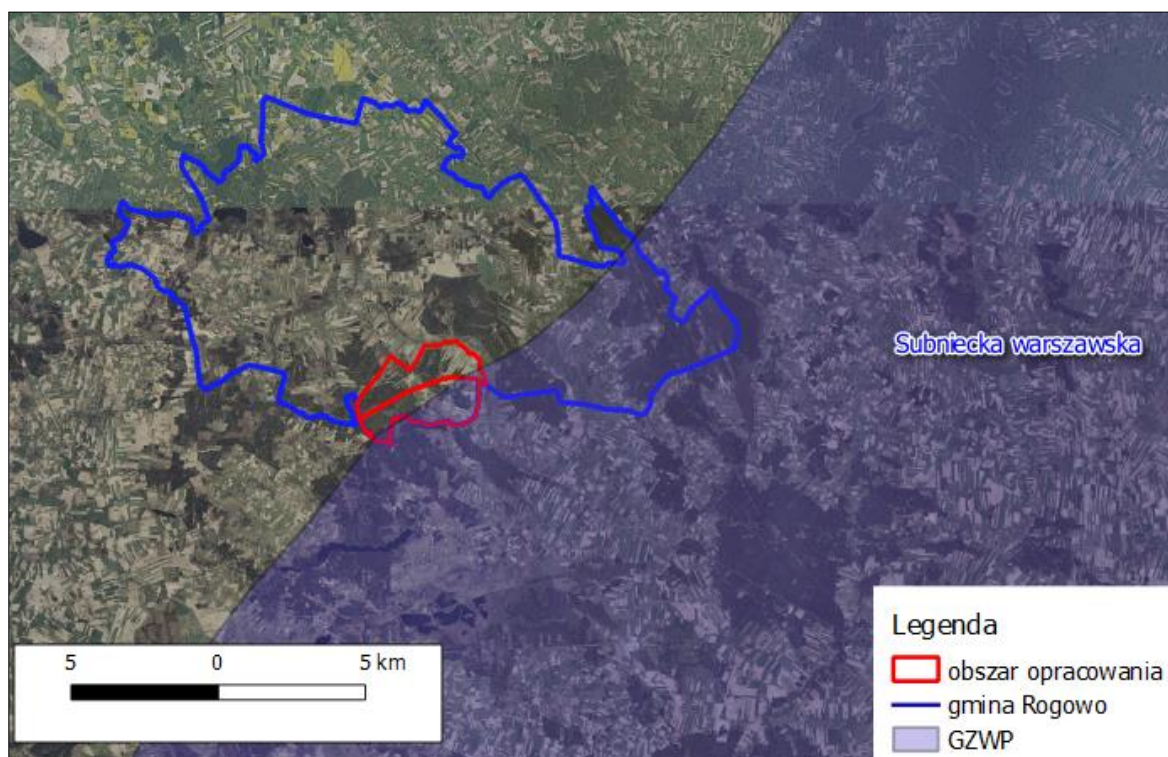 Subniecka warszawska
5 0 5 km
Legenda
obszar opracowania
gmina Rogowo
GZWP